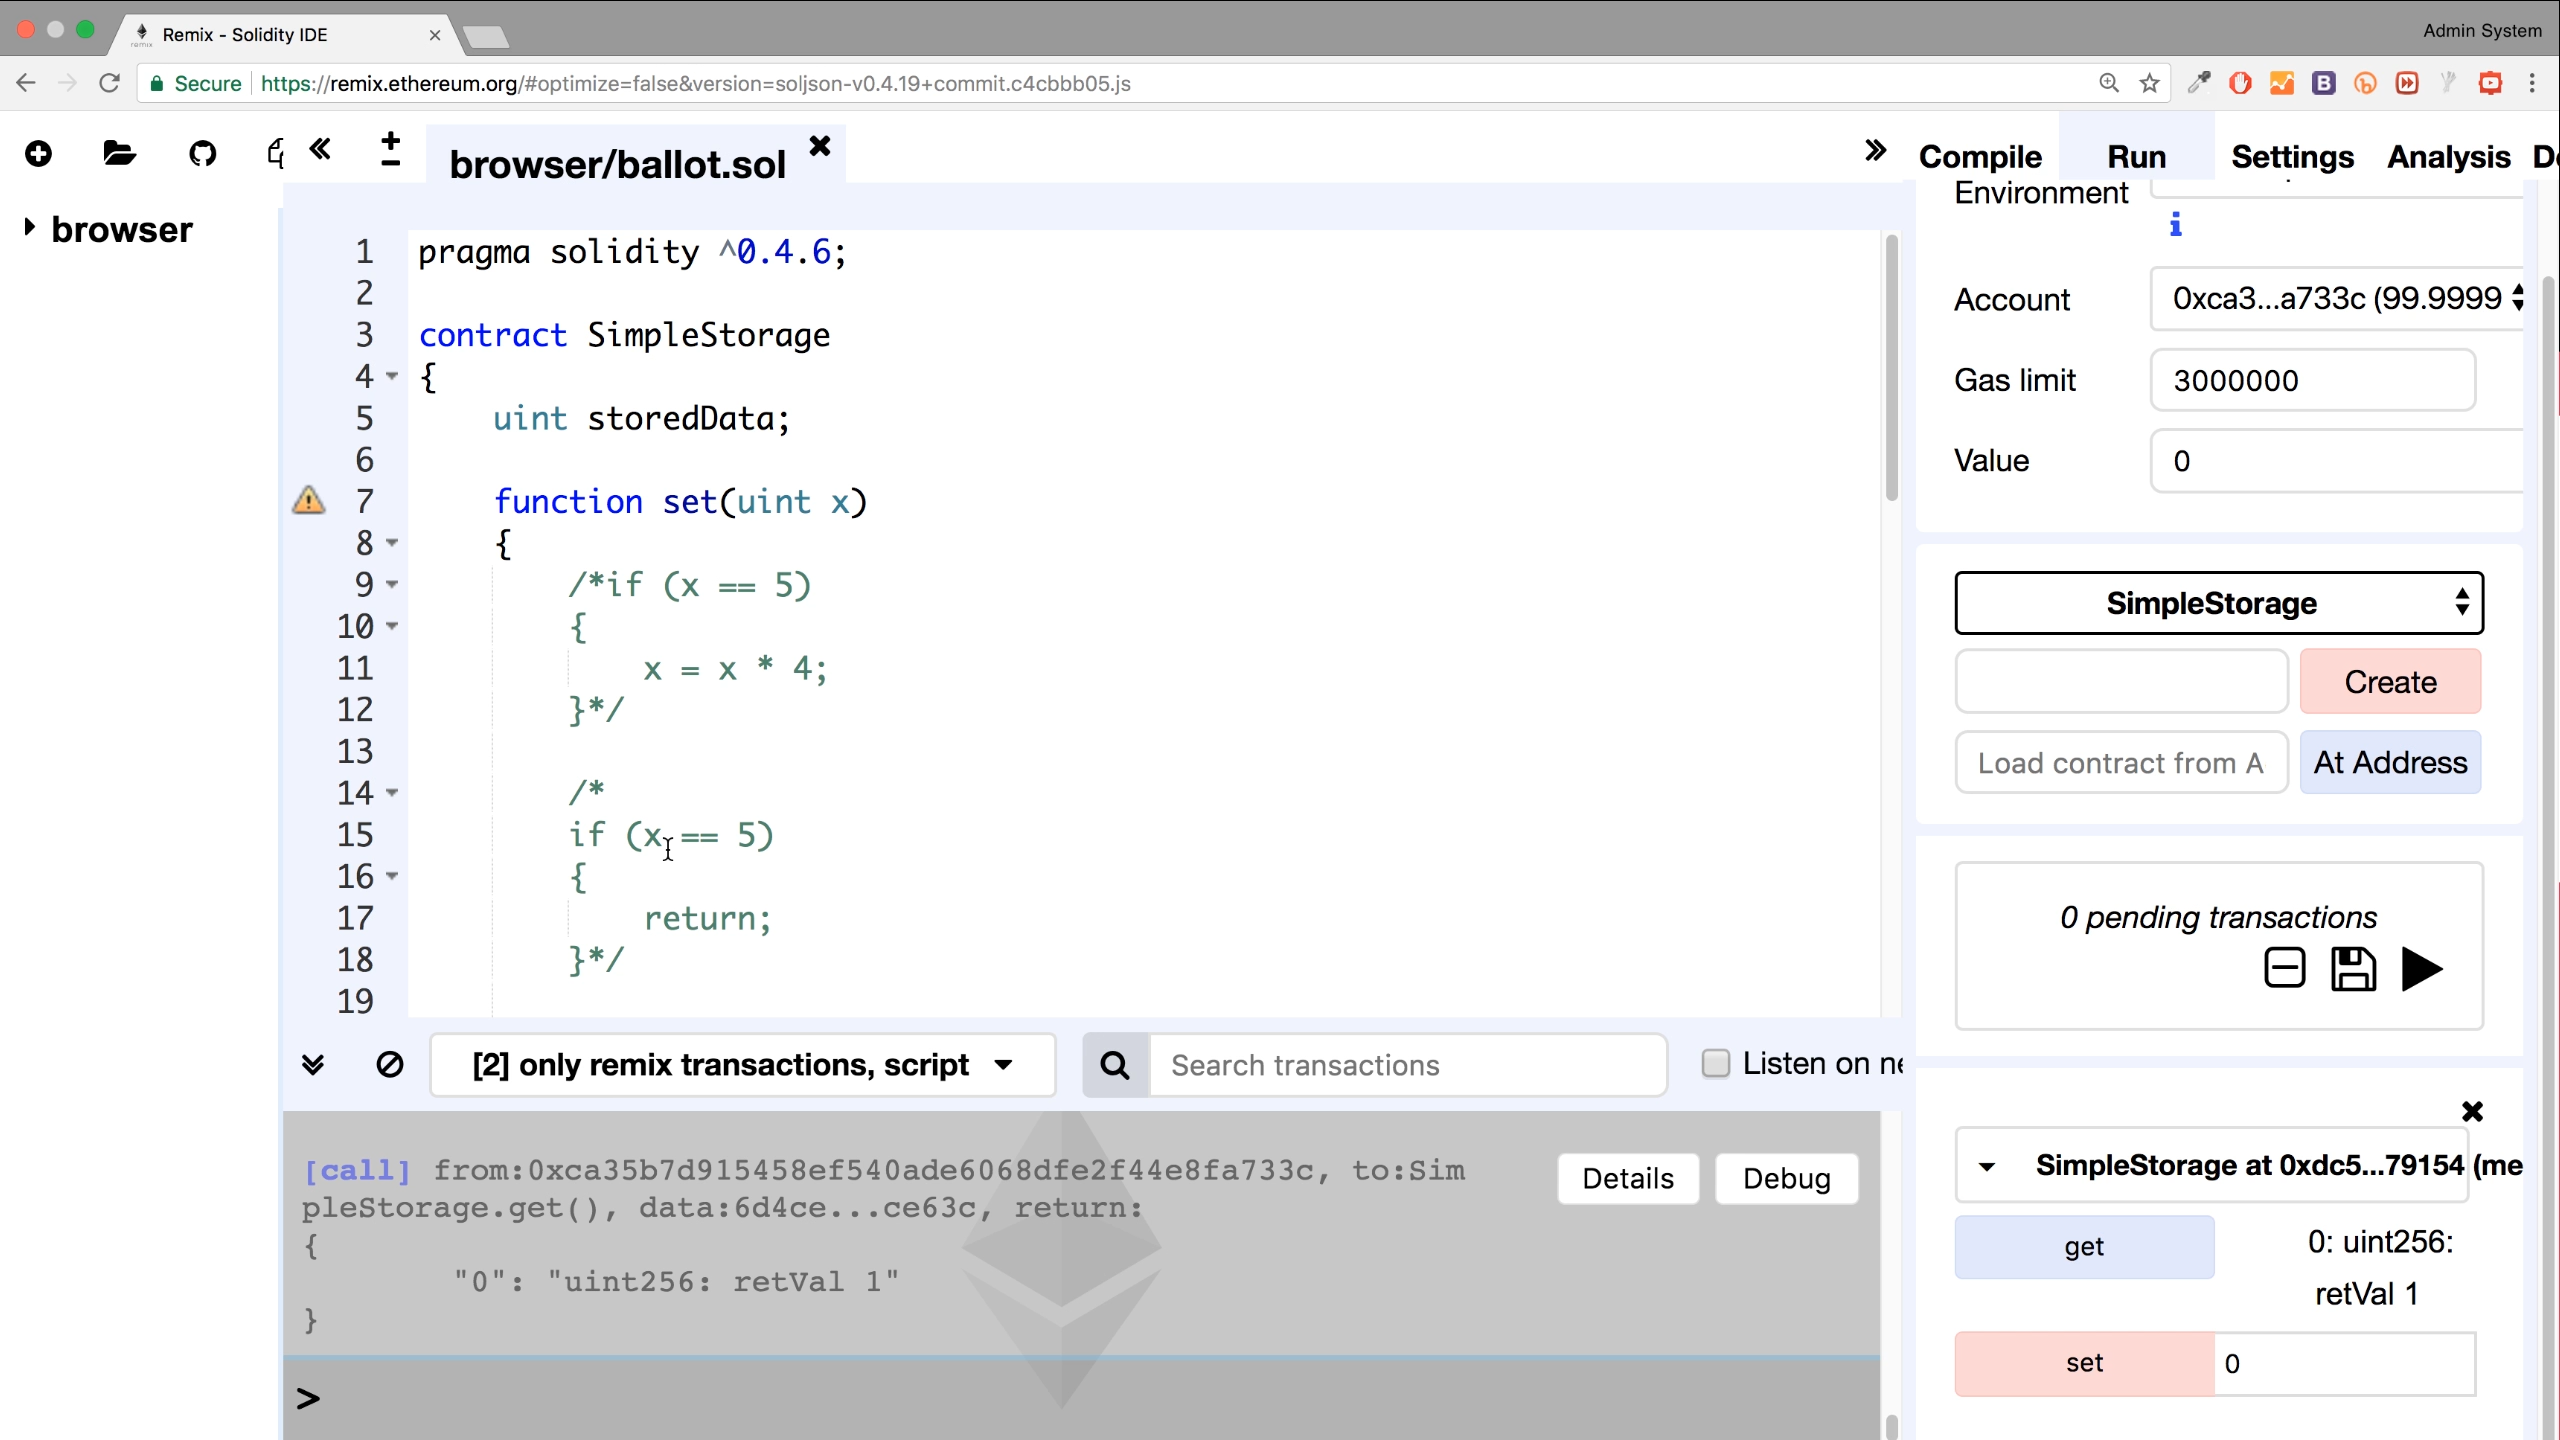 Remix - Solidity IDE
Admin System
Secure
https://remix.ethereum.org/#optimize=false&version=soljson-v0.4.19+commit.c4cbbb05.js
browser
browser/ballot.sol
1 pragma solidity ^0.4.6;
2
3 contract SimpleStorage
4 {
5 uint storedData;
6
7 function set(uint x)
8 {
9 /*if (x == 5)
10 {
11 x = x * 4;
12 }*/
13
14 /*
15 if (x == 5)
16 {
17 return;
18 }*/
19
[2] only remix transactions, script
Search transactions
Listen on ne
[call] from:0xca35b7d915458ef540ade6068dfe2f44e8fa733c, to:Sim
pleStorage.get(), data:6d4ce...ce63c, return:
{
"0": "uint256: retVal 1"
}
Details
Debug
>
Compile
Run
Settings
Analysis
De
Environment
i
Account
0xca3...a733c (99.9999
Gas limit
3000000
Value
0
SimpleStorage
Create
Load contract from A
At Address
0 pending transactions
SimpleStorage at 0xdc5...79154 (me
get
0: uint256:
retVal 1
set
0